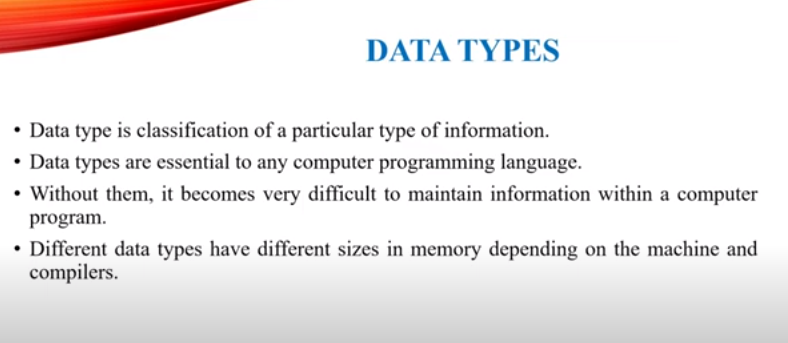 DATA TYPES
• Data type is classification of a particular type of information.
• Data types are essential to any computer programming language.
• Without them, it becomes very difficult to maintain information within a computer
program.
• Different data types have different sizes in memory depending on the machine and
compilers.